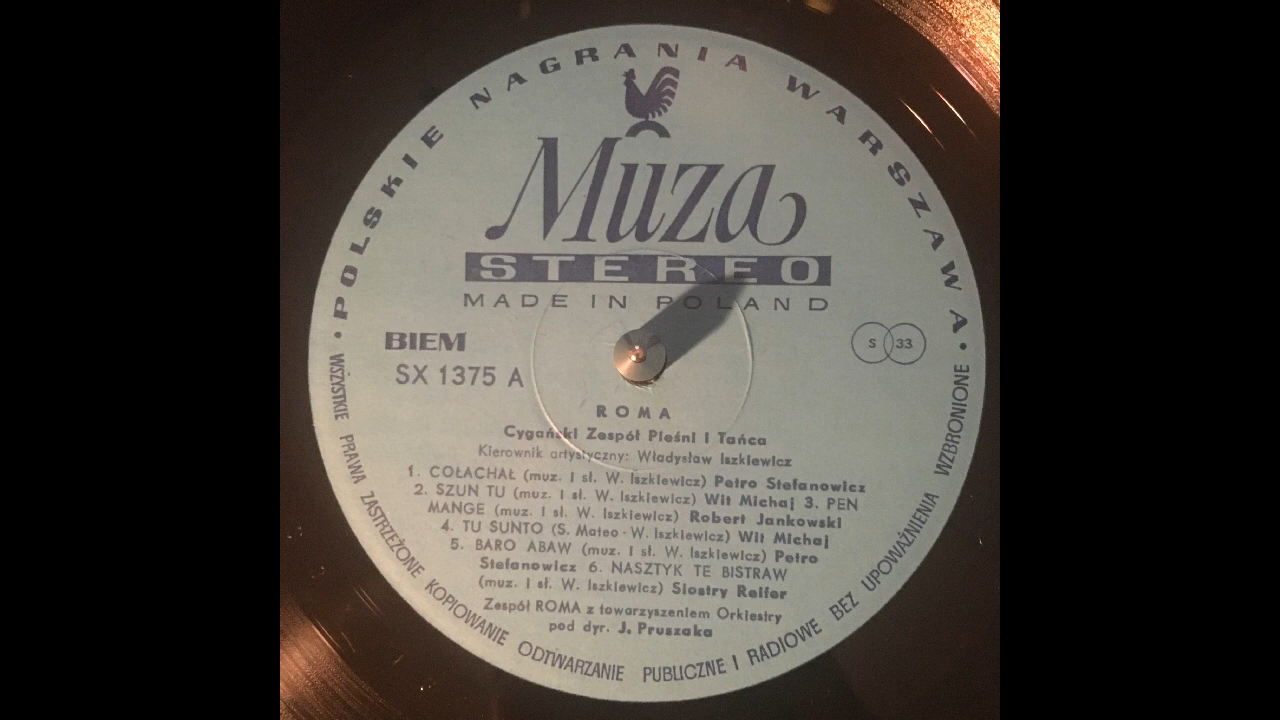 • POLSKIE NAGRANIA WARSZAWA •
Muza
STEREO
MADE IN POLAND
BIEM
S 33
SX 1375 A
ROMA
Cygański Zespół Pieśni i Tańca
Kierownik artystyczny: Władysław Iszkiewicz
1. COŁACHAŁ (muz. i sł. W. Iszkiewicz) Petro Stefanowicz
2. SZUN TU (muz. i sł. W. Iszkiewicz) Wit Michaj 3. PEN
MANGE (muz. i sł. W. Iszkiewicz) Robert Jankowski
4. TU SUNTO (S. Mateo - W. Iszkiewicz) Wit Michaj
5. BARO ABAW (muz. i sł. W. Iszkiewicz) Petro
Stefanowicz 6. NASZTYK TE BISTRAW
(muz. i sł. W. Iszkiewicz) Siostry Reifer
Zespół ROMA z towarzyszeniem Orkiestry
pod dyr. J. Pruszaka
WSZYSTKIE PRAWA ZASTRZEŻONE KOPIOWANIE ODTWARZANIE PUBLICZNE I RADIOWE BEZ UPOWAŻNIENIA WZBRONIONE